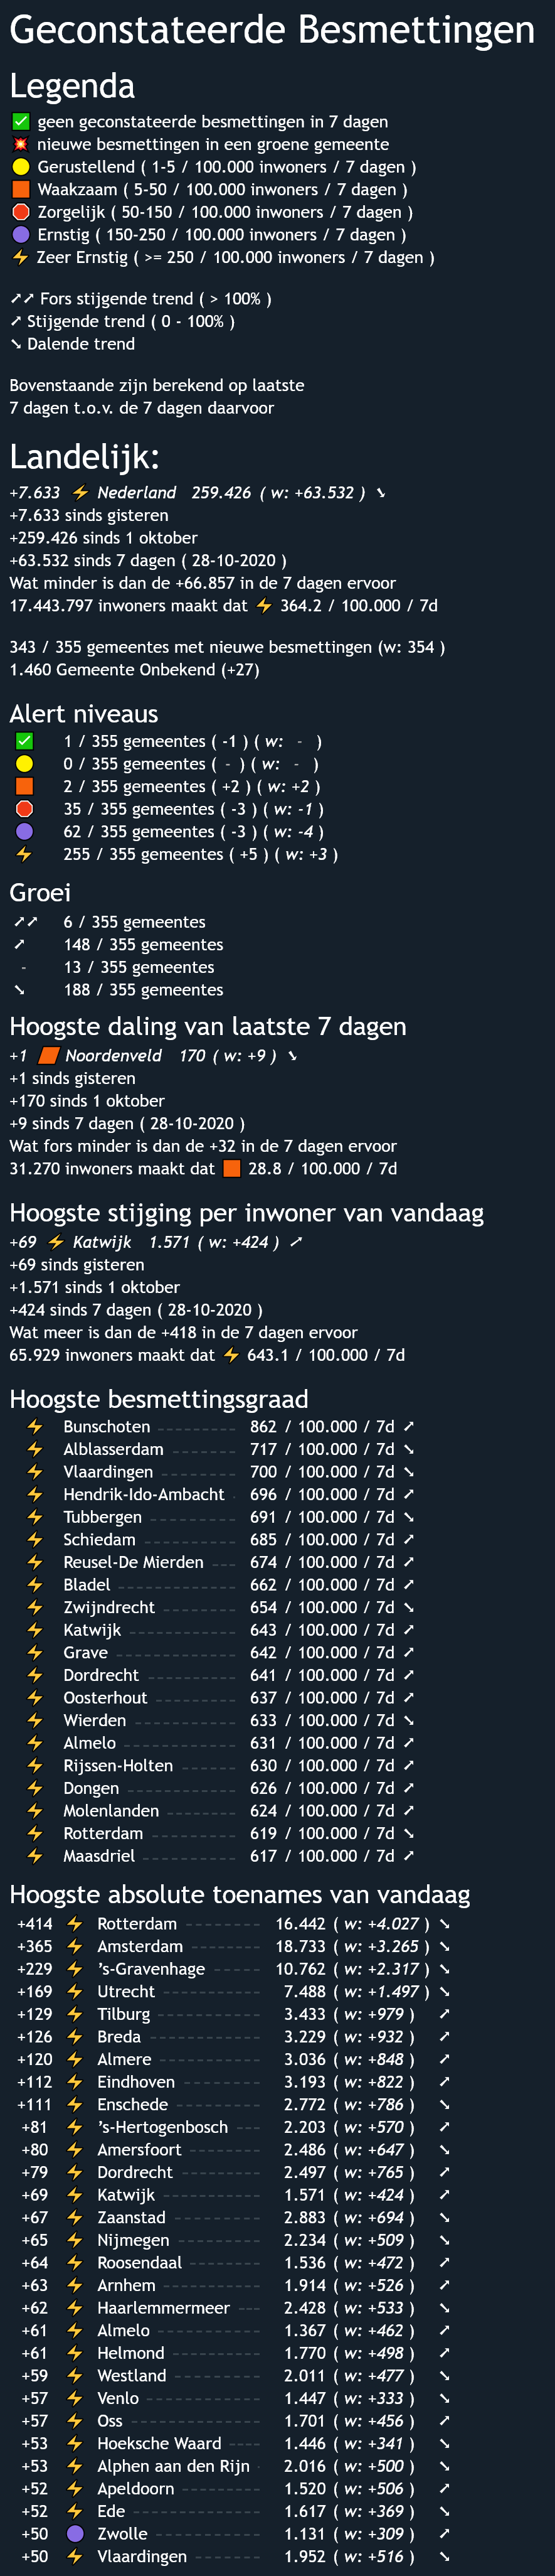 Geconstateerde Besmettingen
Legenda
geen geconstateerde besmettingen in 7 dagen
nieuwe besmettingen in een groene gemeente
Gerustellend ( 1-5 / 100.000 inwoners / 7 dagen )
Waakzaam ( 5-50 / 100.000 inwoners / 7 dagen )
Zorgelijk ( 50-150 / 100.000 inwoners / 7 dagen )
Ernstig ( 150-250 / 100.000 inwoners / 7 dagen )
Zeer Ernstig ( >= 250 / 100.000 inwoners / 7 dagen )
➚➚ Fors stijgende trend ( > 100% )
➚ Stijgende trend ( 0 - 100% )
➘ Dalende trend
Bovenstaande zijn berekend op laatste
7 dagen t.o.v. de 7 dagen daarvoor
Landelijk:
+7.633 ⚡ Nederland 259.426 ( w: +63.532 ) ➘
+7.633 sinds gisteren
+259.426 sinds 1 oktober
+63.532 sinds 7 dagen ( 28-10-2020 )
Wat minder is dan de +66.857 in de 7 dagen ervoor
17.443.797 inwoners maakt dat ⚡ 364.2 / 100.000 / 7d
343 / 355 gemeentes met nieuwe besmettingen (w: 354 )
1.460 Gemeente Onbekend (+27)
Alert niveaus
1 / 355 gemeentes ( -1 ) ( w: - )
0 / 355 gemeentes ( - ) ( w: - )
2 / 355 gemeentes ( +2 ) ( w: +2 )
35 / 355 gemeentes ( -3 ) ( w: -1 )
62 / 355 gemeentes ( -3 ) ( w: -4 )
255 / 355 gemeentes ( +5 ) ( w: +3 )
Groei
➚➚ 6 / 355 gemeentes
➚ 148 / 355 gemeentes
- 13 / 355 gemeentes
➘ 188 / 355 gemeentes
Hoogste daling van laatste 7 dagen
+1 Noordenveld 170 ( w: +9 ) ➘
+1 sinds gisteren
+170 sinds 1 oktober
+9 sinds 7 dagen ( 28-10-2020 )
Wat fors minder is dan de +32 in de 7 dagen ervoor
31.270 inwoners maakt dat 28.8 / 100.000 / 7d
Hoogste stijging per inwoner van vandaag
+69 ⚡ Katwijk 1.571 ( w: +424 ) ➚
+69 sinds gisteren
+1.571 sinds 1 oktober
+424 sinds 7 dagen ( 28-10-2020 )
Wat meer is dan de +418 in de 7 dagen ervoor
65.929 inwoners maakt dat ⚡ 643.1 / 100.000 / 7d
Hoogste besmettingsgraad
Bunschoten 862 / 100.000 / 7d ➚
Alblasserdam 717 / 100.000 / 7d ➘
Vlaardingen 700 / 100.000 / 7d ➘
Hendrik-Ido-Ambacht 696 / 100.000 / 7d ➚
Tubbergen 691 / 100.000 / 7d ➘
Schiedam 685 / 100.000 / 7d ➚
Reusel-De Mierden 674 / 100.000 / 7d ➚
Bladel 662 / 100.000 / 7d ➚
Zwijndrecht 654 / 100.000 / 7d ➘
Katwijk 643 / 100.000 / 7d ➚
Grave 642 / 100.000 / 7d ➚
Dordrecht 641 / 100.000 / 7d ➚
Oosterhout 637 / 100.000 / 7d ➚
Wierden 633 / 100.000 / 7d ➘
Almelo 631 / 100.000 / 7d ➚
Rijssen-Holten 630 / 100.000 / 7d ➚
Dongen 626 / 100.000 / 7d ➚
Molenlanden 624 / 100.000 / 7d ➚
Rotterdam 619 / 100.000 / 7d ➘
Maasdriel 617 / 100.000 / 7d ➚
Hoogste absolute toenames van vandaag
+414 Rotterdam 16.442 ( w: +4.027 ) ➘
+365 Amsterdam 18.733 ( w: +3.265 ) ➘
+229 's-Gravenhage 10.762 ( w: +2.317 ) ➘
+169 Utrecht 7.488 ( w: +1.497 ) ➘
+129 Tilburg 3.433 ( w: +979 ) ➚
+126 Breda 3.229 ( w: +932 ) ➚
+120 Almere 3.036 ( w: +848 ) ➚
+112 Eindhoven 3.193 ( w: +822 ) ➚
+111 Enschede 2.772 ( w: +786 ) ➘
+81 's-Hertogenbosch 2.203 ( w: +570 ) ➚
+80 Amersfoort 2.486 ( w: +647 ) ➘
+79 Dordrecht 2.497 ( w: +765 ) ➚
+69 Katwijk 1.571 ( w: +424 ) ➚
+67 Zaanstad 2.883 ( w: +694 ) ➘
+65 Nijmegen 2.234 ( w: +509 ) ➘
+64 Roosendaal 1.536 ( w: +472 ) ➚
+63 Arnhem 1.914 ( w: +526 ) ➚
+62 Haarlemmermeer 2.428 ( w: +533 ) ➘
+61 Almelo 1.367 ( w: +462 ) ➚
+61 Helmond 1.770 ( w: +498 ) ➚
+59 Westland 2.011 ( w: +477 ) ➘
+57 Venlo 1.447 ( w: +333 ) ➘
+57 Oss 1.701 ( w: +456 ) ➚
+53 Hoeksche Waard 1.446 ( w: +341 ) ➘
+53 Alphen aan den Rijn 2.016 ( w: +500 ) ➘
+52 Apeldoorn 1.520 ( w: +506 ) ➚
+52 Ede 1.617 ( w: +369 ) ➘
+50 Zwolle 1.131 ( w: +309 ) ➚
+50 Vlaardingen 1.952 ( w: +516 ) ➘